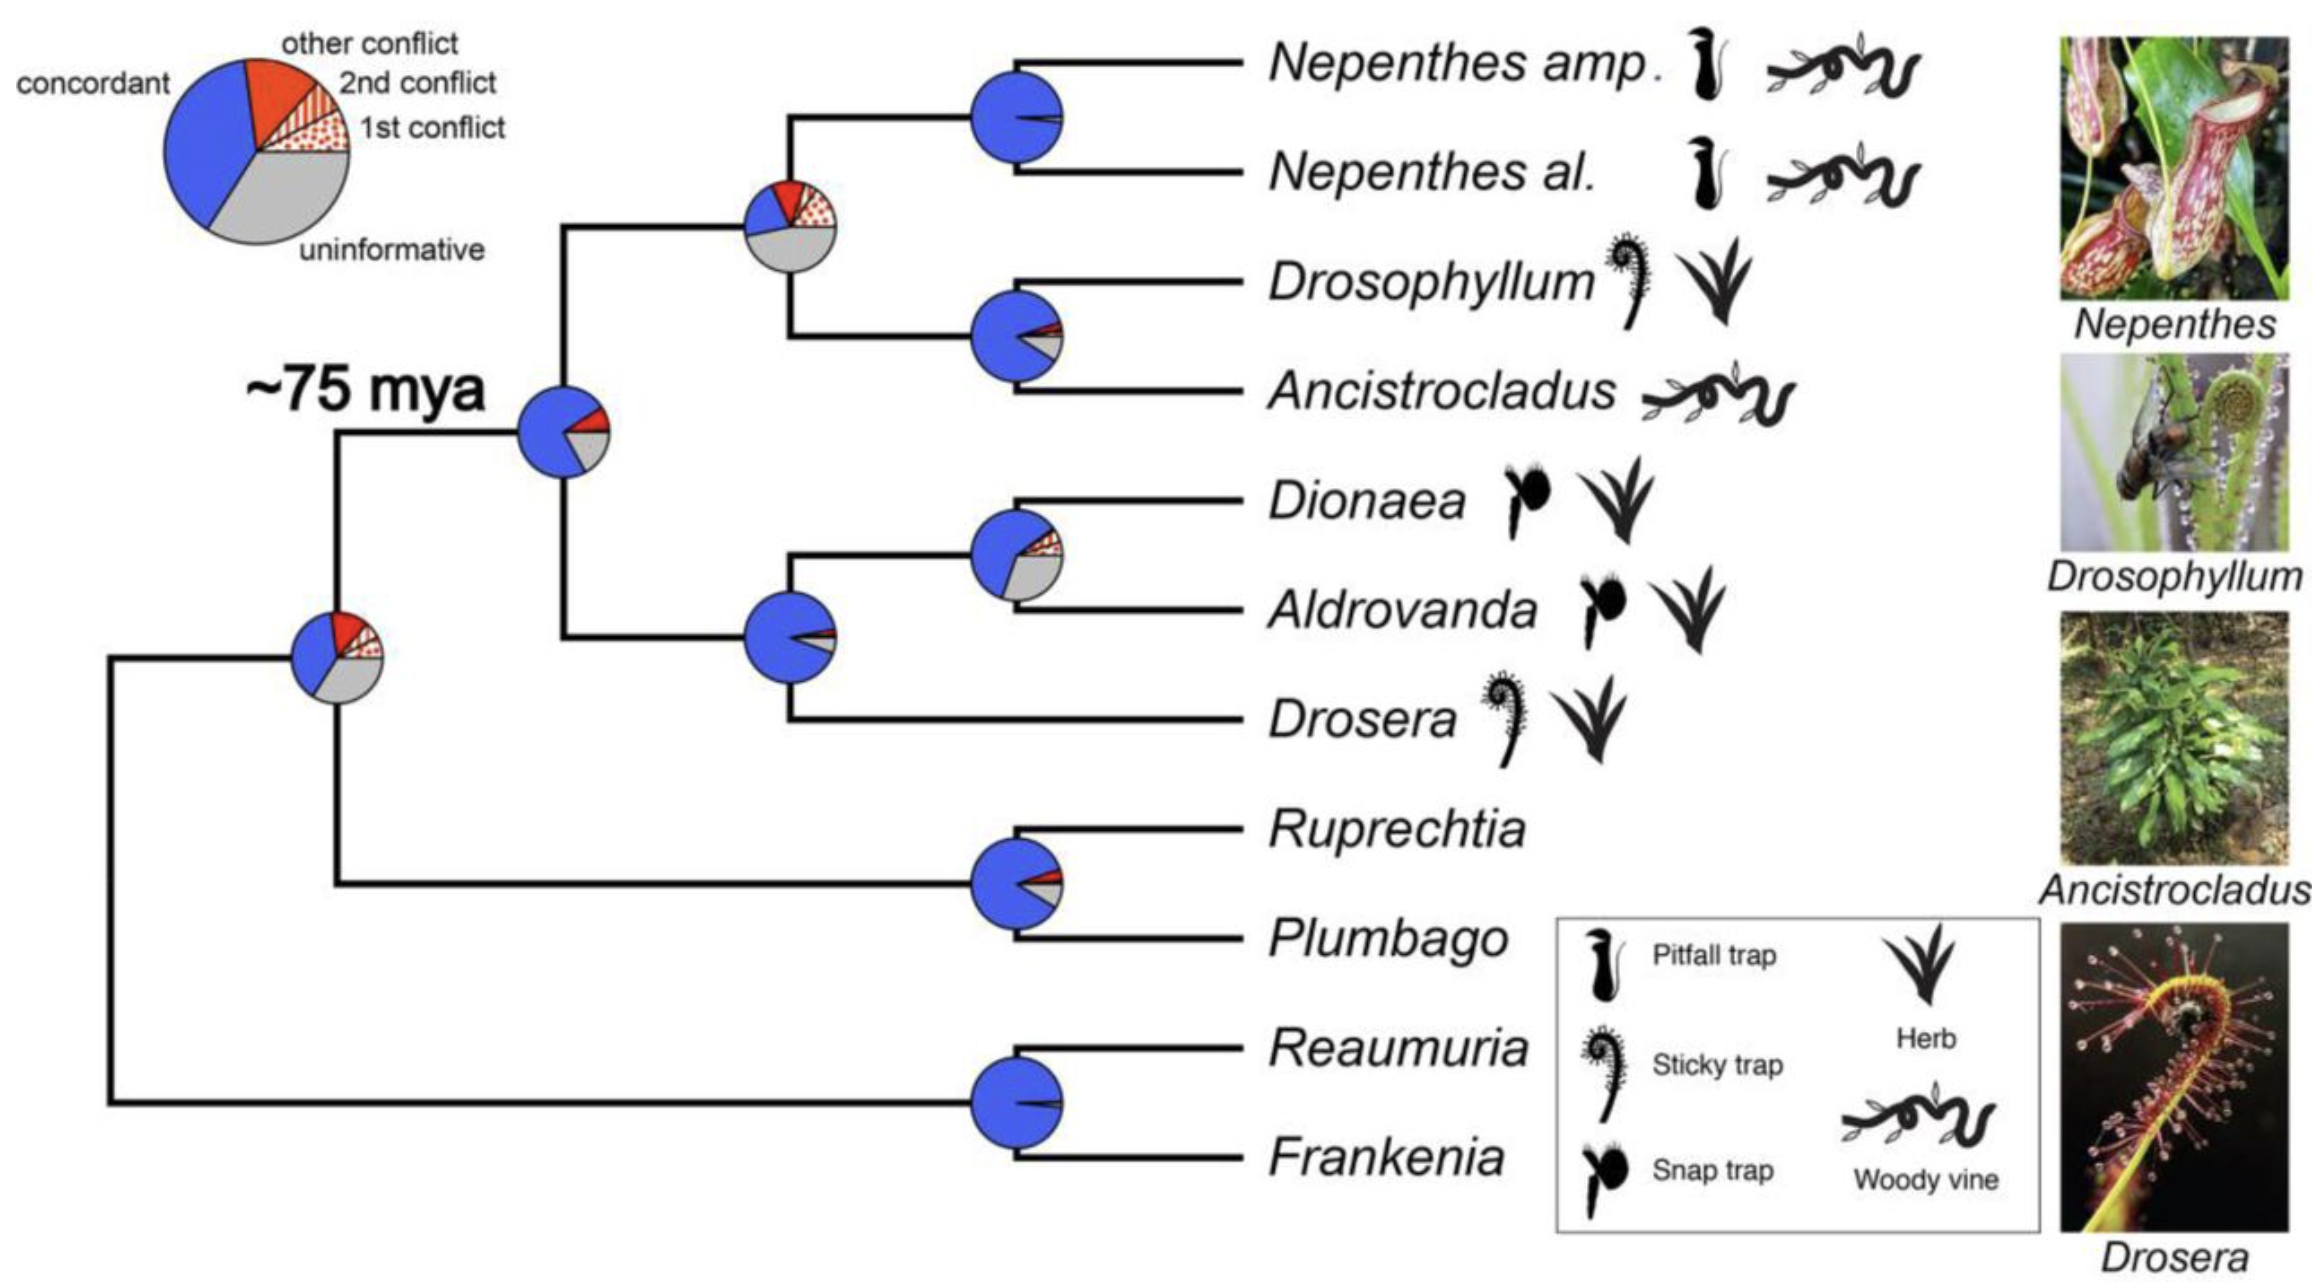 other conflict
concordant
2nd conflict
1st conflict
uninformative
~75 mya
Nepenthes amp.
Nepenthes al.
Drosophyllum
Ancistrocladus
Dionaea
Aldrovanda
Drosera
Ruprechtia
Plumbago
Reaumuria
Frankenia
Pitfall trap
Herb
Sticky trap
Snap trap
Woody vine
Nepenthes
Drosophyllum
Ancistrocladus
Drosera